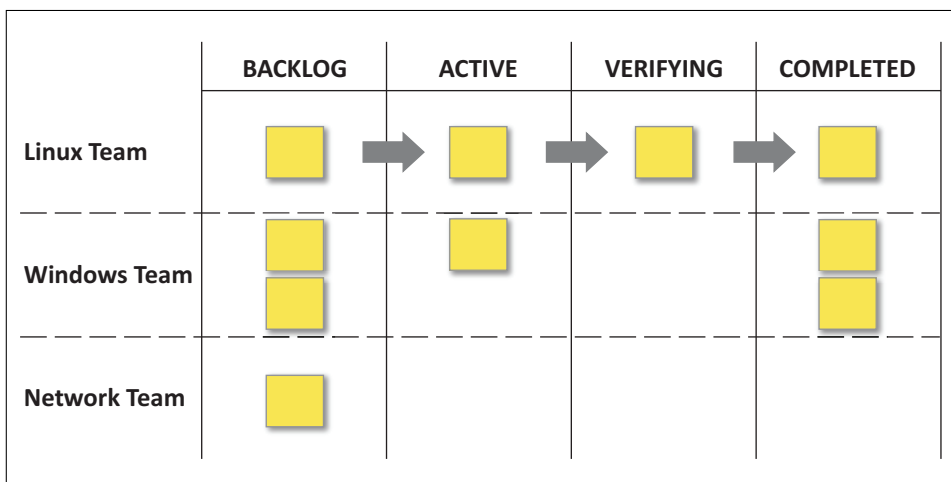 BACKLOG ACTIVE VERIFYING COMPLETED
Linux Team
Windows Team
Network Team